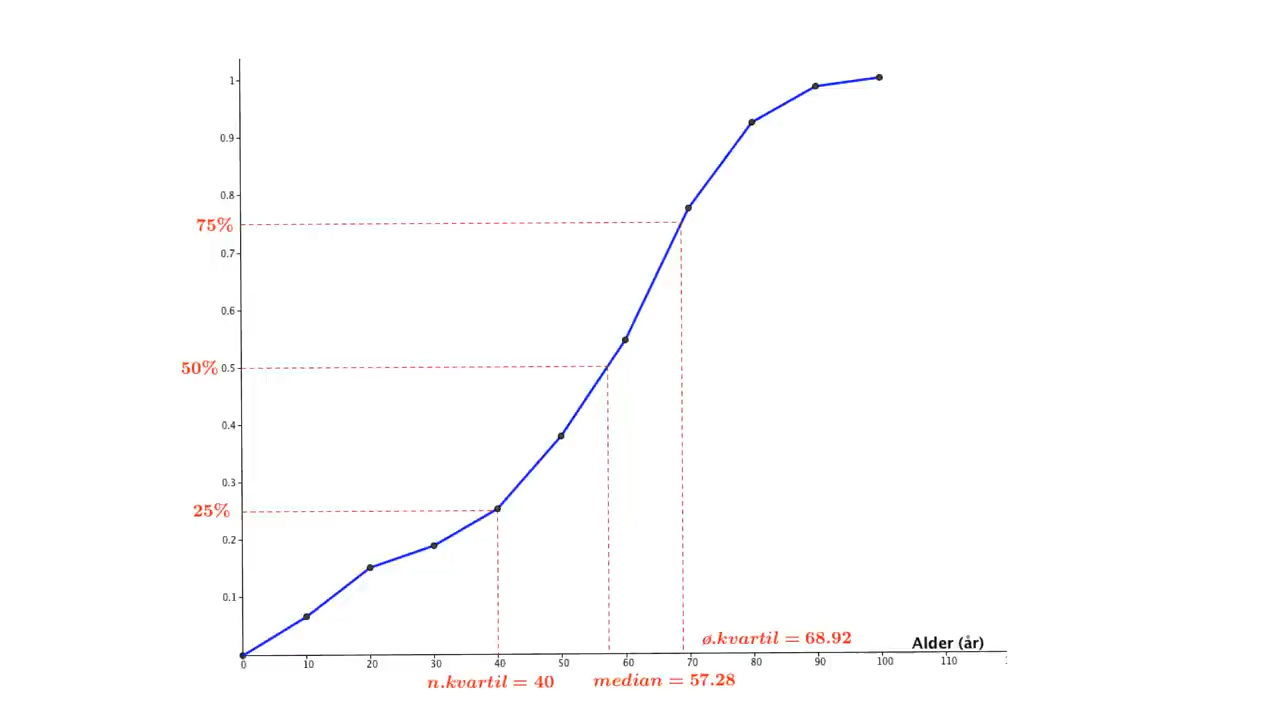 1
0.9
0.8
75%
0.7
0.6
50% 0.5
0.4
0.3
25%
0.2
0.1
ø.kvartil = 68.92
Alder (år)
0 10 20 30 40 50 60 70 80 90 100 110
n.kvartil = 40
median = 57.28